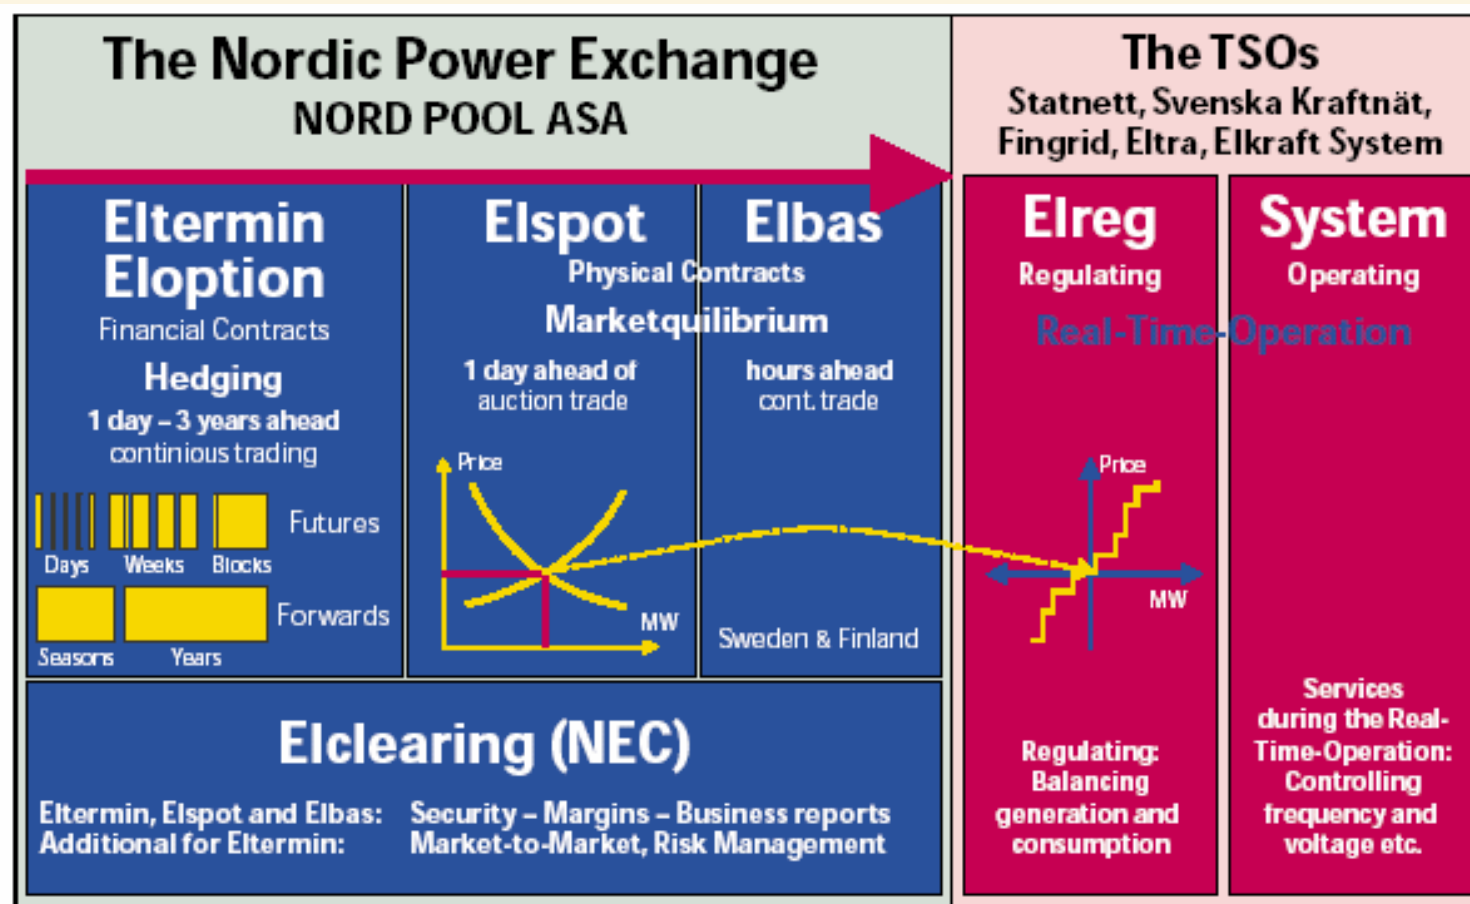 The Nordic Power Exchange
NORD POOL ASA
Eltermin
Eloption
Financial Contracts
Hedging
1 day – 3 years ahead
continious trading
Futures
Days Weeks Blocks
Forwards
Seasons Years
Elspot Elbas
Physical Contracts
Marketquilibrium
1 day ahead of
auction trade
hours ahead
cont. trade
Price
MW
Sweden & Finland
Elclearing (NEC)
Eltermin, Elspot and Elbas: Security – Margins – Business reports
Additional for Eltermin: Market-to-Market, Risk Management
The TSOs
Statnett, Svenska Kraftnät,
Fingrid, Eltra, Elkraft System
Elreg System
Regulating Operating
Real-Time-Operation
Price
MW
Regulating:
Balancing
generation and
consumption
Services
during the Real-
Time-Operation:
Controlling
frequency and
voltage etc.